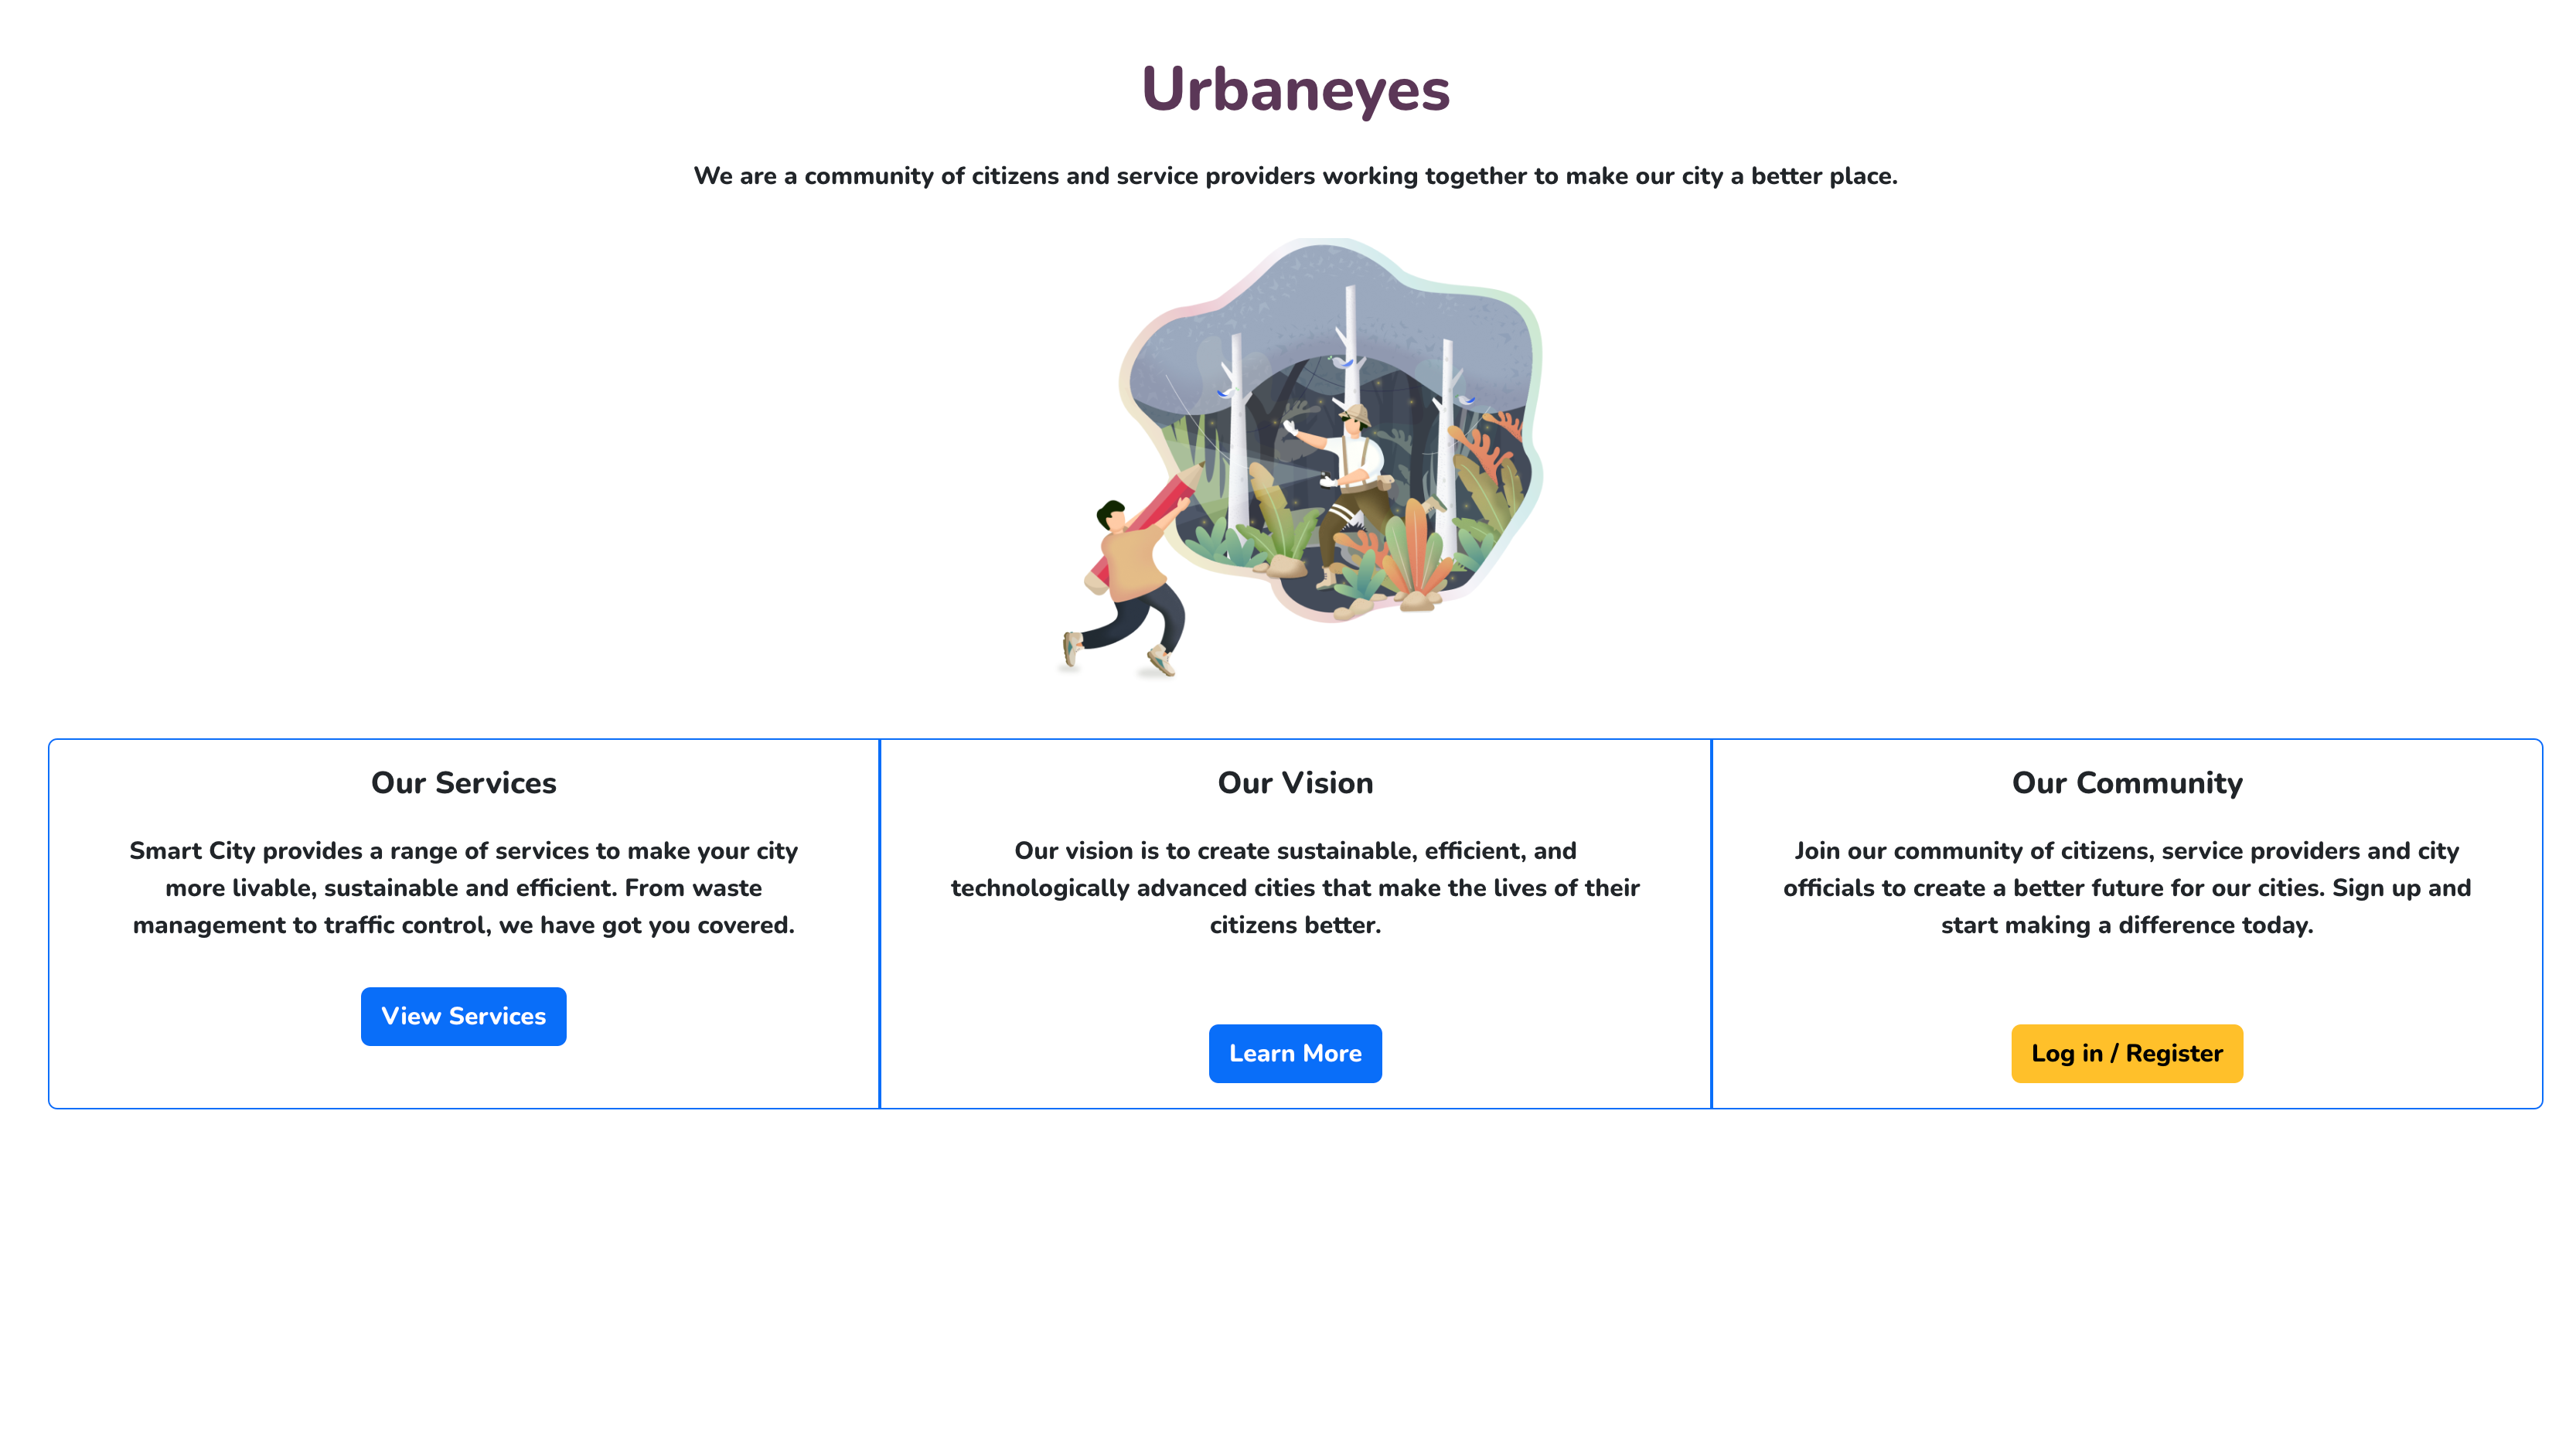 Urbaneyes
We are a community of citizens and service providers working together to make our city a better place.
Our Services
Smart City provides a range of services to make your city
more livable, sustainable and efficient. From waste
management to traffic control, we have got you covered.
View Services
Our Vision
Our vision is to create sustainable, efficient, and
technologically advanced cities that make the lives of their
citizens better.
Learn More
Our Community
Join our community of citizens, service providers and city
officials to create a better future for our cities. Sign up and
start making a difference today.
Log in / Register